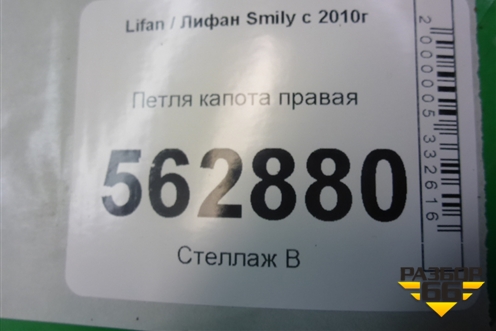 Lifan / Лифан Smily с 2010г
Петля капота правая
562880
Стеллаж В
2000005332616
РАЗБОР
66